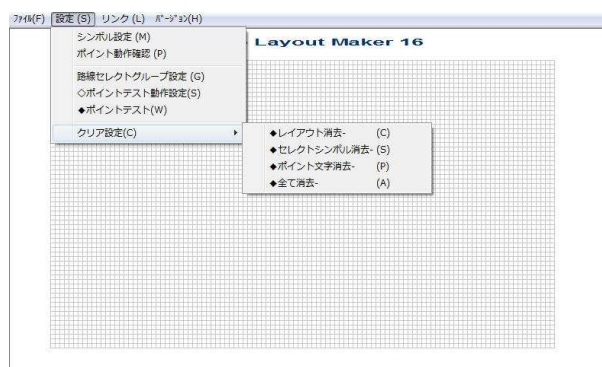 ファイル(F) 設定(S) リンク(L) バージョン(H)
Layout Maker 16
シンボル設定 (M)
ポイント動作確認 (P)
路線セレクトグループ設定 (G)
◇ポイントテスト動作設定(S)
◆ポイントテスト(W)
クリア設定(C)
◆レイアウト消去- (C)
◆セレクトシンボル消去- (S)
◆ポイント文字消去- (P)
◆全て消去- (A)